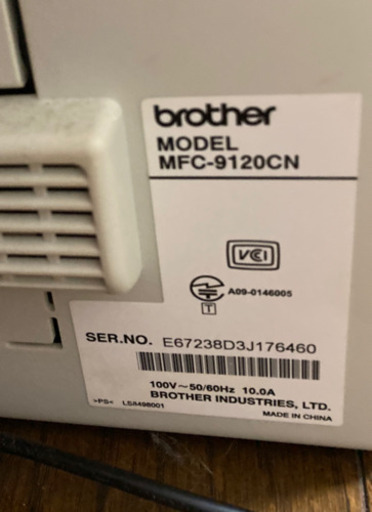 brother
MODEL
MFC-9120CN
VCI
A09-0146005
T
SER.NO. E67238D3J176460
100V~50/60Hz 10.0A
BROTHER INDUSTRIES, LTD.
>PS< LS8498001 MADE IN CHINA